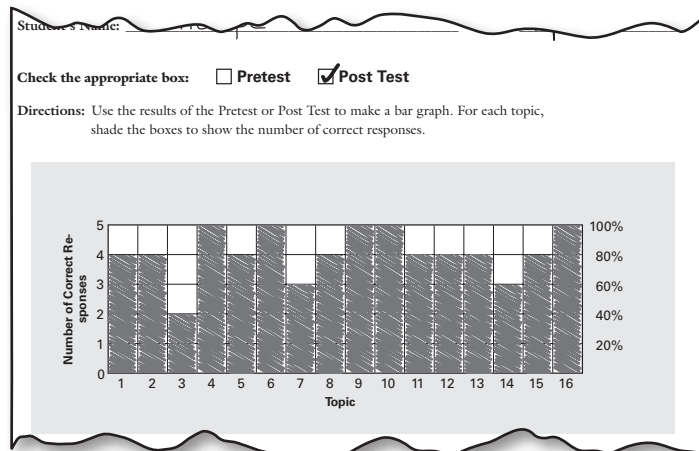 Student's Name:
Check the appropriate box: Pretest Post Test
Directions: Use the results of the Pretest or Post Test to make a bar graph. For each topic,
shade the boxes to show the number of correct responses.
Number of Correct Re-
sponses
5
4
3
2
1
0
100%
80%
60%
40%
20%
1 2 3 4 5 6 7 8 9 10 11 12 13 14 15 16
Topic